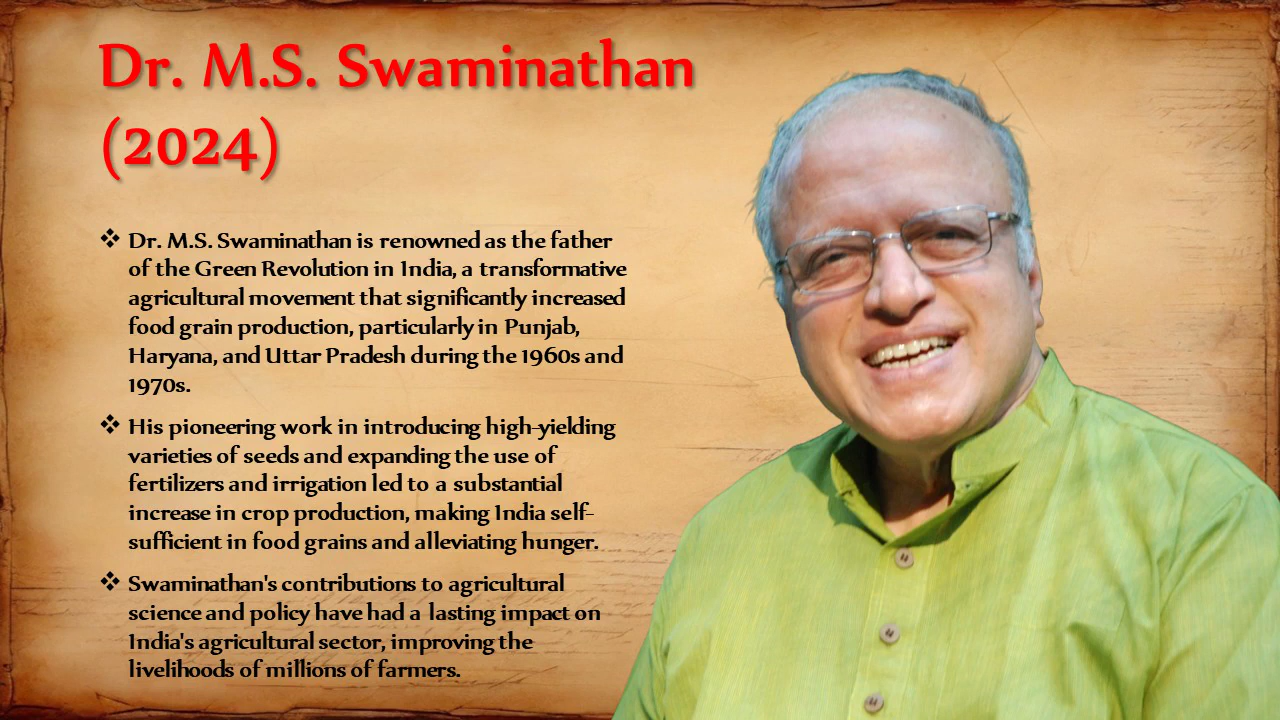 Dr. M.S. Swaminathan
(2024)
❖ Dr. M.S. Swaminathan is renowned as the father
of the Green Revolution in India, a transformative
agricultural movement that significantly increased
food grain production, particularly in Punjab,
Haryana, and Uttar Pradesh during the 1960s and
1970s.
❖ His pioneering work in introducing high-yielding
varieties of seeds and expanding the use of
fertilizers and irrigation led to a substantial
increase in crop production, making India self-
sufficient in food grains and alleviating hunger.
❖ Swaminathan's contributions to agricultural
science and policy have had a lasting impact on
India's agricultural sector, improving the
livelihoods of millions of farmers.